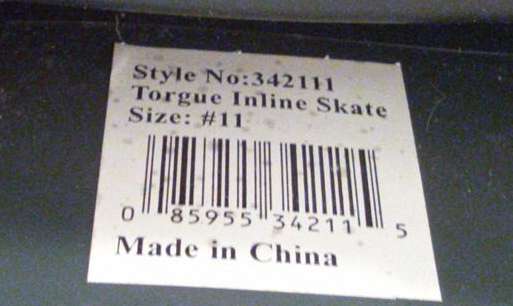 Style No:342111
Torgue Inline Skate
Size: #11
0 85955 34211 5
Made in China